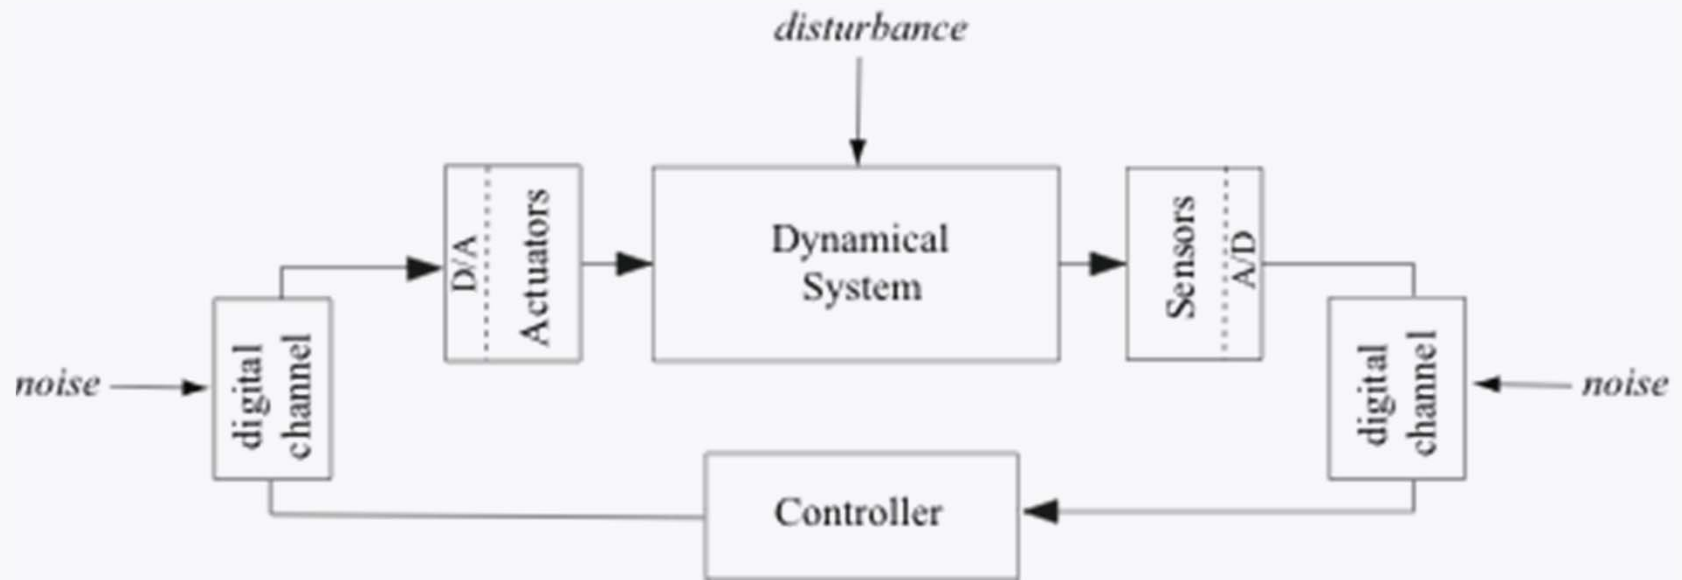 disturbance
D/A
Actuators
Dynamical
System
Sensors
A/D
noise
digital
channel
digital
channel
noise
Controller